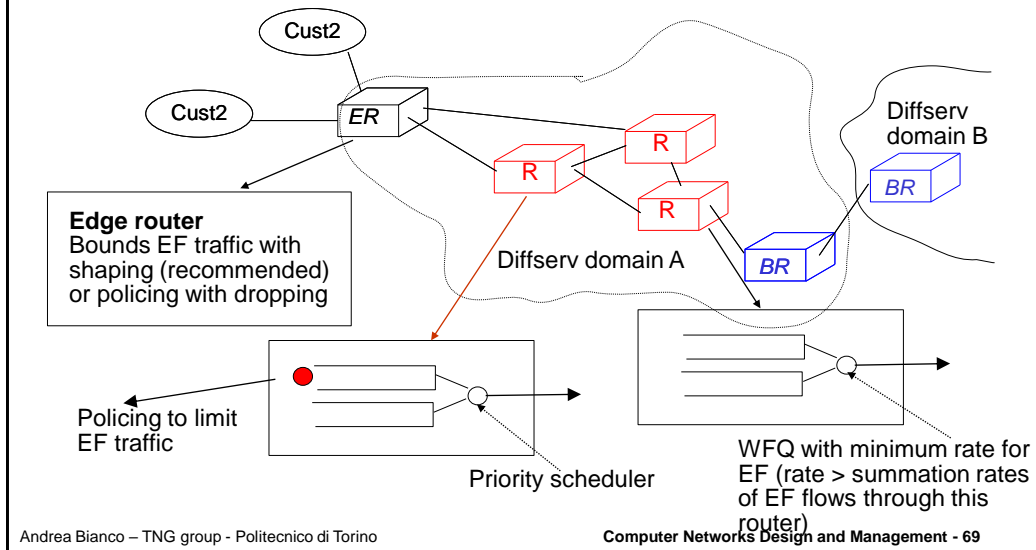 Cust2
Cust2
ER
R
R
R
Diffserv
domain B
BR
BR
Edge router
Bounds EF traffic with
shaping (recommended)
or policing with dropping
Diffserv domain A
Policing to limit
EF traffic
Priority scheduler
WFQ with minimum rate for
EF (rate > summation rates
of EF flows through this
router)
Andrea Bianco – TNG group - Politecnico di Torino
Computer Networks Design and Management - 69